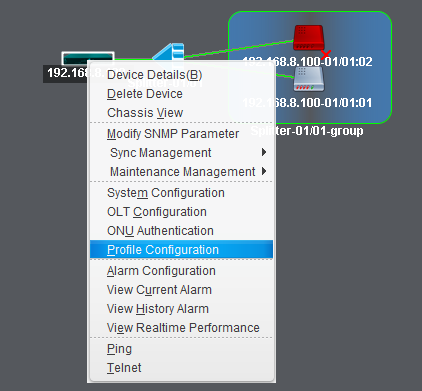 192.168.8.100-01/01:02
192.168.8
192.168.8.100-01/01:01
Splitter-01/01-group
Device Details(B)
Delete Device
Chassis View
Modify SNMP Parameter
Sync Management
Maintenance Management
System Configuration
OLT Configuration
ONU Authentication
Profile Configuration
Alarm Configuration
View Current Alarm
View History Alarm
View Realtime Performance
Ping
Telnet